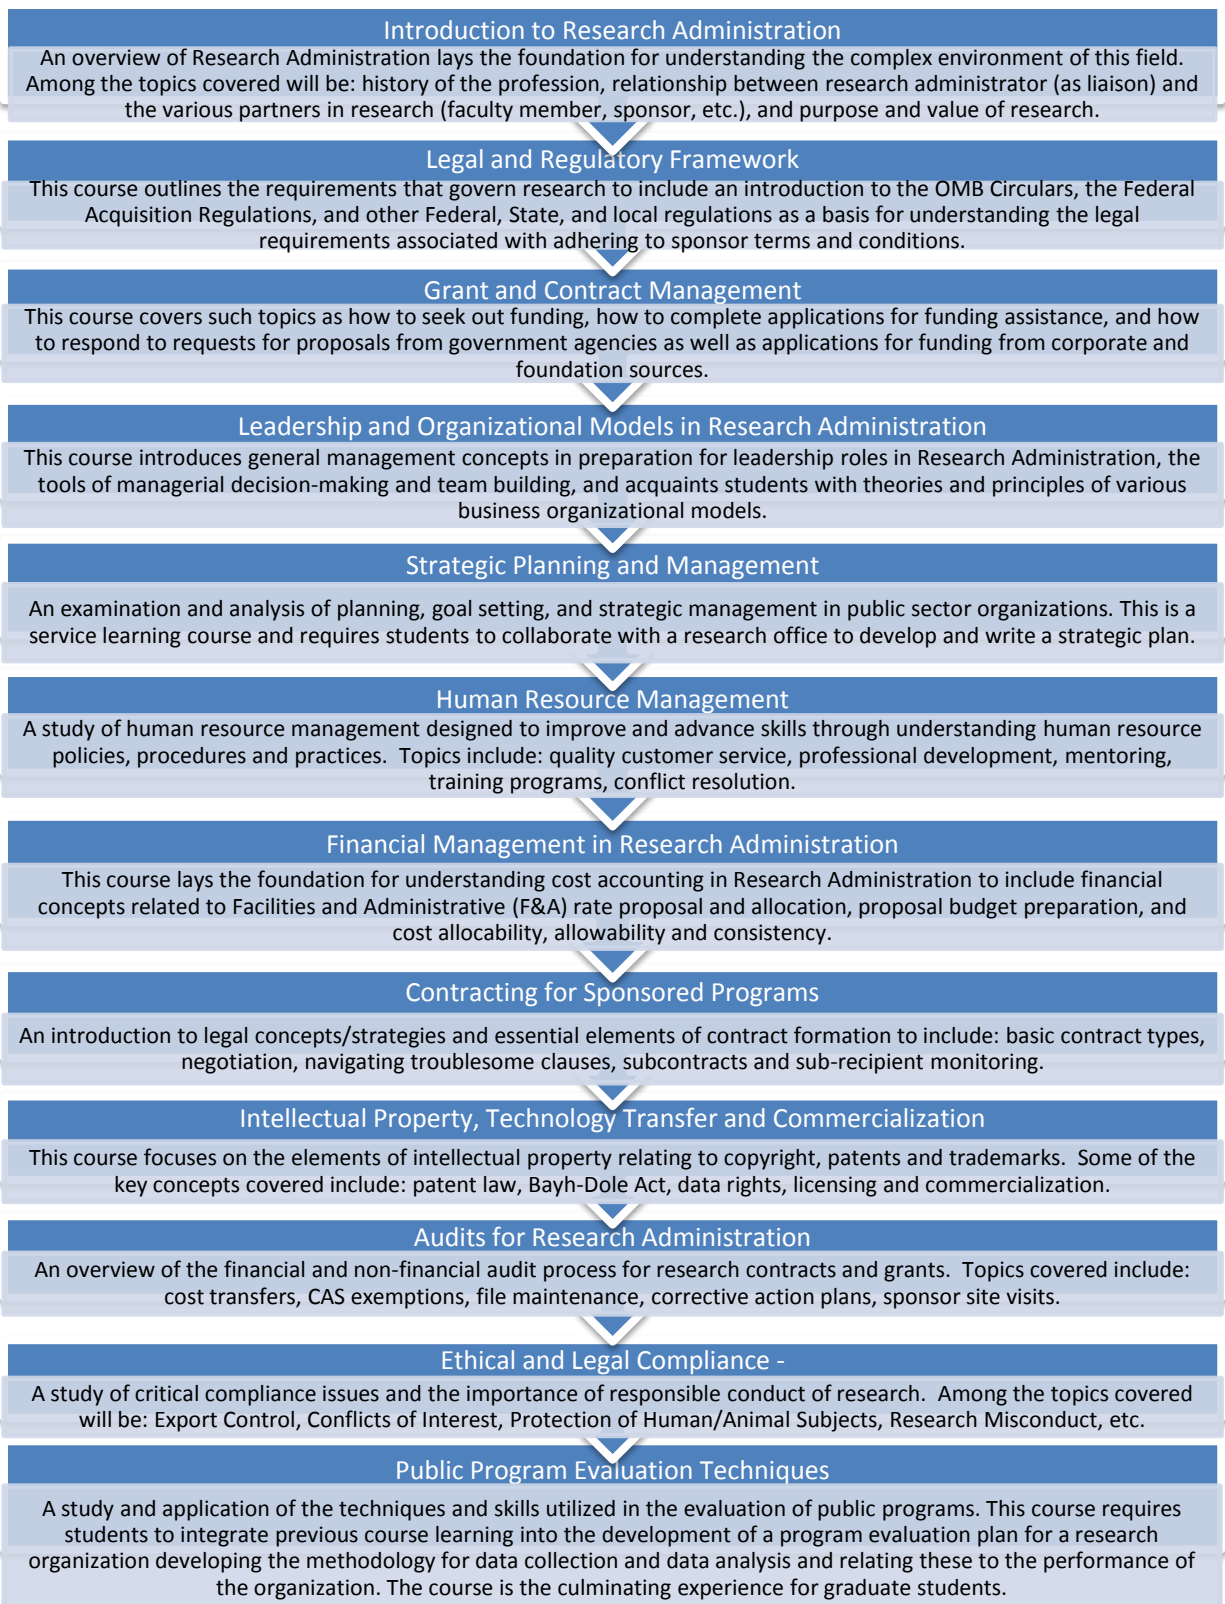 Introduction to Research Administration
An overview of Research Administration lays the foundation for understanding the complex environment of this field.
Among the topics covered will be: history of the profession, relationship between research administrator (as liaison) and
the various partners in research (faculty member, sponsor, etc.), and purpose and value of research.
Legal and Regulatory Framework
This course outlines the requirements that govern research to include an introduction to the OMB Circulars, the Federal
Acquisition Regulations, and other Federal, State, and local regulations as a basis for understanding the legal
requirements associated with adhering to sponsor terms and conditions.
Grant and Contract Management
This course covers such topics as how to seek out funding, how to complete applications for funding assistance, and how
to respond to requests for proposals from government agencies as well as applications for funding from corporate and
foundation sources.
Leadership and Organizational Models in Research Administration
This course introduces general management concepts in preparation for leadership roles in Research Administration, the
tools of managerial decision-making and team building, and acquaints students with theories and principles of various
business organizational models.
Strategic Planning and Management
An examination and analysis of planning, goal setting, and strategic management in public sector organizations. This is a
service learning course and requires students to collaborate with a research office to develop and write a strategic plan.
Human Resource Management
A study of human resource management designed to improve and advance skills through understanding human resource
policies, procedures and practices.  Topics include: quality customer service, professional development, mentoring,
training programs, conflict resolution.
Financial Management in Research Administration
This course lays the foundation for understanding cost accounting in Research Administration to include financial
concepts related to Facilities and Administrative (F&A) rate proposal and allocation, proposal budget preparation, and
cost allocability, allowability and consistency.
Contracting for Sponsored Programs
An introduction to legal concepts/strategies and essential elements of contract formation to include: basic contract types,
negotiation, navigating troublesome clauses, subcontracts and sub-recipient monitoring.
Intellectual Property, Technology Transfer and Commercialization
This course focuses on the elements of intellectual property relating to copyright, patents and trademarks.  Some of the
key concepts covered include: patent law, Bayh-Dole Act, data rights, licensing and commercialization.
Audits for Research Administration
An overview of the financial and non-financial audit process for research contracts and grants.  Topics covered include:
cost transfers, CAS exemptions, file maintenance, corrective action plans, sponsor site visits.
Ethical and Legal Compliance -
A study of critical compliance issues and the importance of responsible conduct of research.  Among the topics covered
will be: Export Control, Conflicts of Interest, Protection of Human/Animal Subjects, Research Misconduct, etc.
Public Program Evaluation Techniques
A study and application of the techniques and skills utilized in the evaluation of public programs. This course requires
students to integrate previous course learning into the development of a program evaluation plan for a research
organization developing the methodology for data collection and data analysis and relating these to the performance of
the organization. The course is the culminating experience for graduate students.